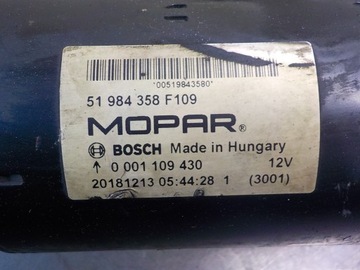 *00519843580*
51 984 358 F109
MOPAR®
BOSCH Made in Hungary
↑ 0 001 109 430 12V
20181213 05:44:28 1 (3001)